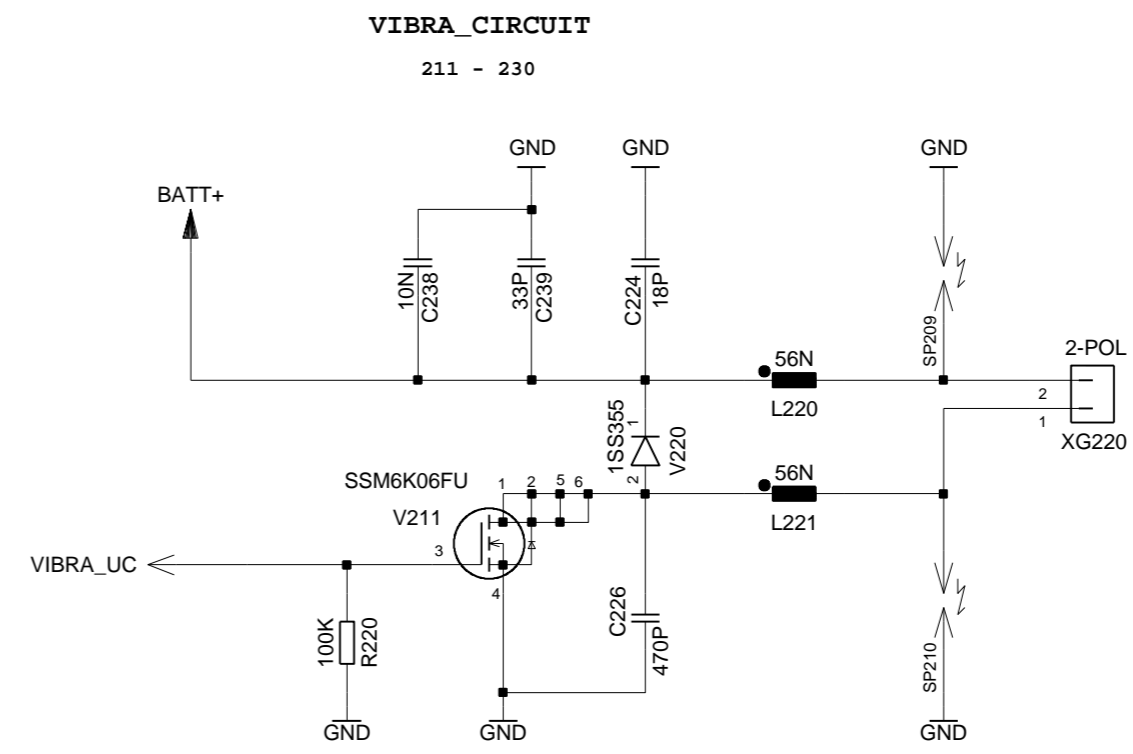 VIBRA_CIRCUIT
211 - 230
GND
GND
GND
BATT+
10N
C238
33P
C239
C224
18P
SP209
2-POL
56N
L220
2
1
XG220
1SS355
1
V220
2
SSM6K06FU
1
2
5
6
56N
L221
V211
3
VIBRA_UC
4
C226
470P
100K
R220
SP210
GND
GND
GND